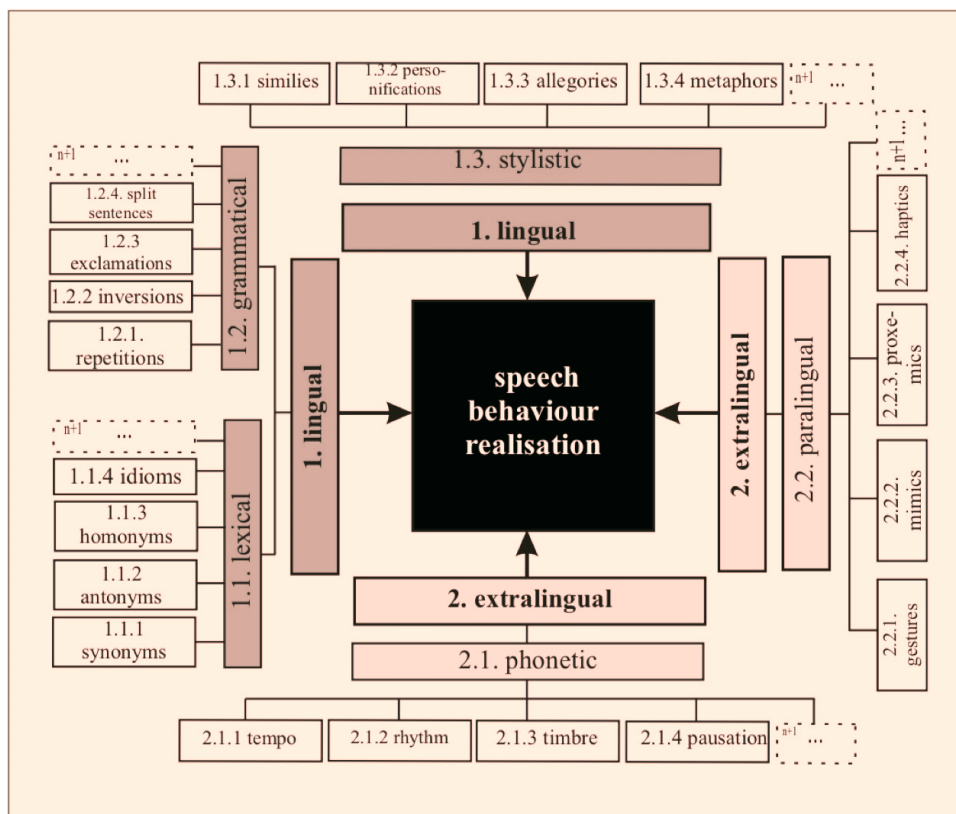 1.3.1 similies
1.3.2 perso-
nifications
1.3.3 allegories
1.3.4 metaphors
n+1 ...
1.3. stylistic
1. lingual
n+1 ...
1.2.4. split
sentences
1.2.3
exclamations
1.2.2 inversions
1.2.1.
repetitions
1.2. grammatical
n+1 ...
1.1.4 idioms
1.1.3
homonyms
1.1.2
antonyms
1.1.1
synonyms
1.1. lexical
1. lingual
speech
behaviour
realisation
2. extralingual
2.2. paralingual
n+1 ...
2.2.4. haptics
2.2.3. proxe-
mics
2.2.2.
mimics
2.2.1.
gestures
2. extralingual
2.1. phonetic
2.1.1 tempo
2.1.2 rhythm
2.1.3 timbre
2.1.4 pausation
n+1 ...